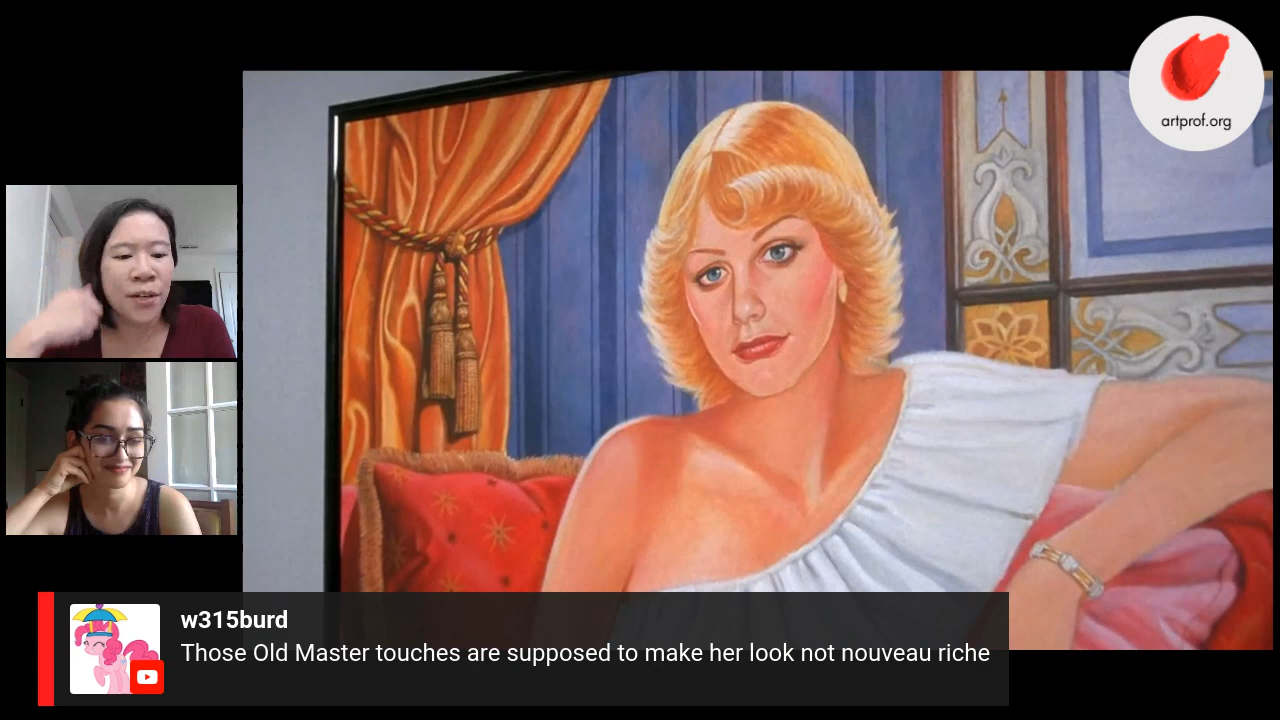 artprof.org
w315burd
Those Old Master touches are supposed to make her look not nouveau riche